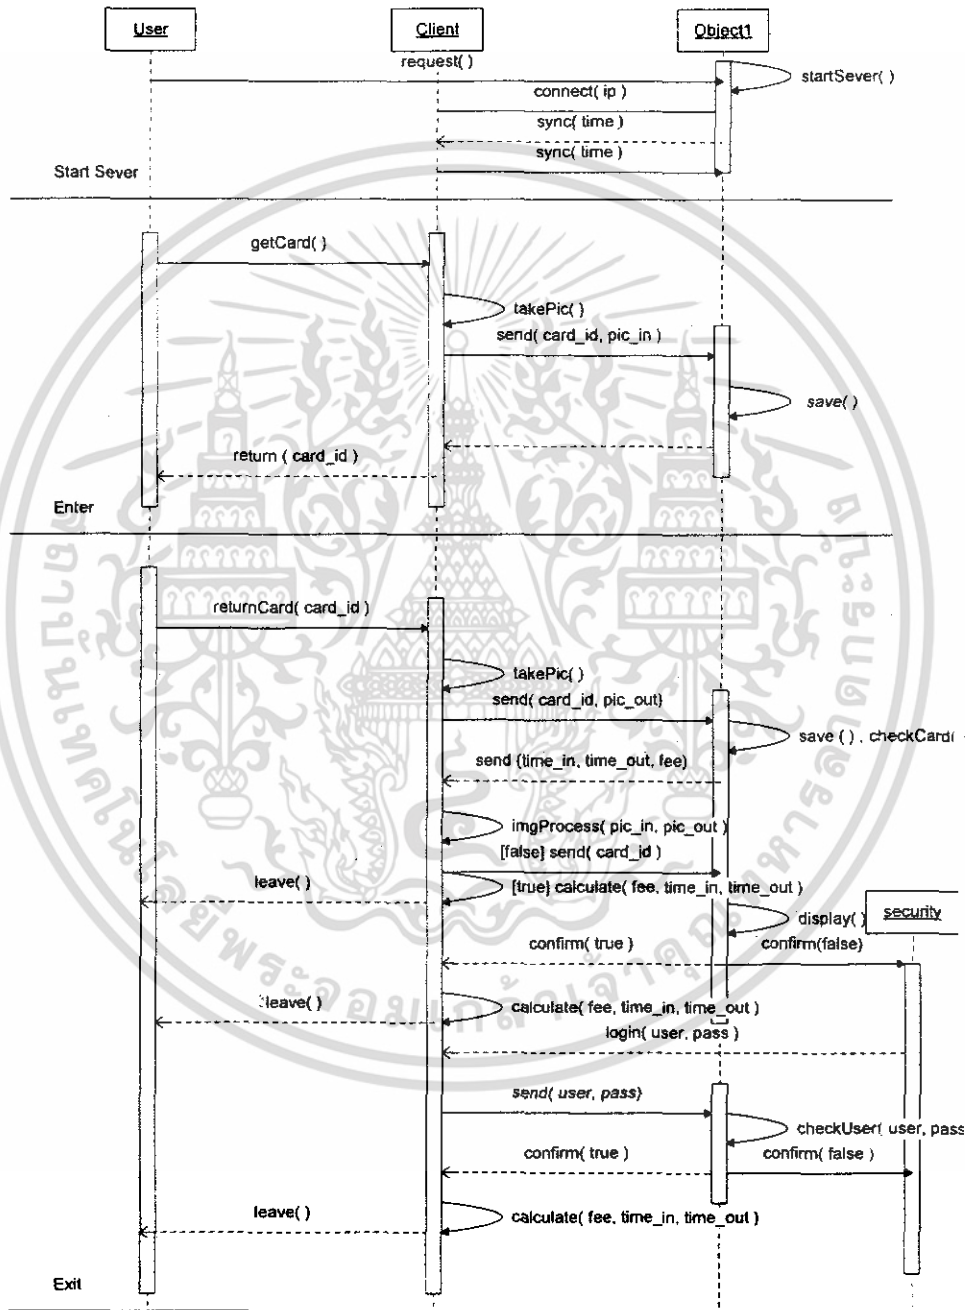 User
Client
Object1
request( )
startSever( )
connect( ip )
sync( time )
sync( time )
Start Sever
getCard( )
takePic( )
send( card_id, pic_in )
save( )
return ( card_id )
Enter
returnCard( card_id )
takePic( )
send( card_id, pic_out)
save ( ) , checkCard(
send (time_in, time_out, fee)
imgProcess( pic_in, pic_out )
[false] send( card_id )
leave( )
[true] calculate( fee, time_in, time_out )
display( )
security
confirm( true )
confirm(false)
leave( )
calculate( fee, time_in, time_out )
login( user, pass )
send( user, pass)
checkUser( user, pass
confirm( true )
confirm( false )
leave( )
calculate( fee, time_in, time_out )
Exit